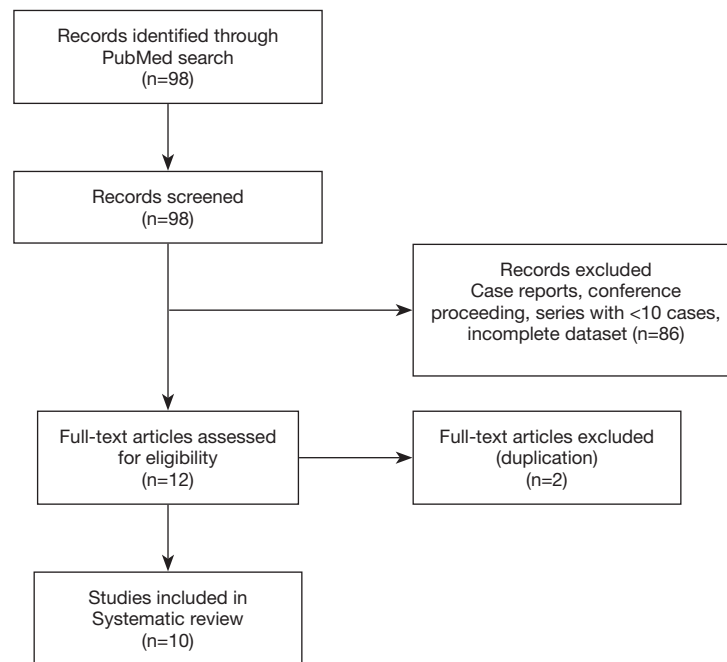 Records identified through
PubMed search
(n=98)
Records screened
(n=98)
Records excluded
Case reports, conference
proceeding, series with <10 cases,
incomplete dataset (n=86)
Full-text articles assessed
for eligibility
(n=12)
Full-text articles excluded
(duplication)
(n=2)
Studies included in
Systematic review
(n=10)